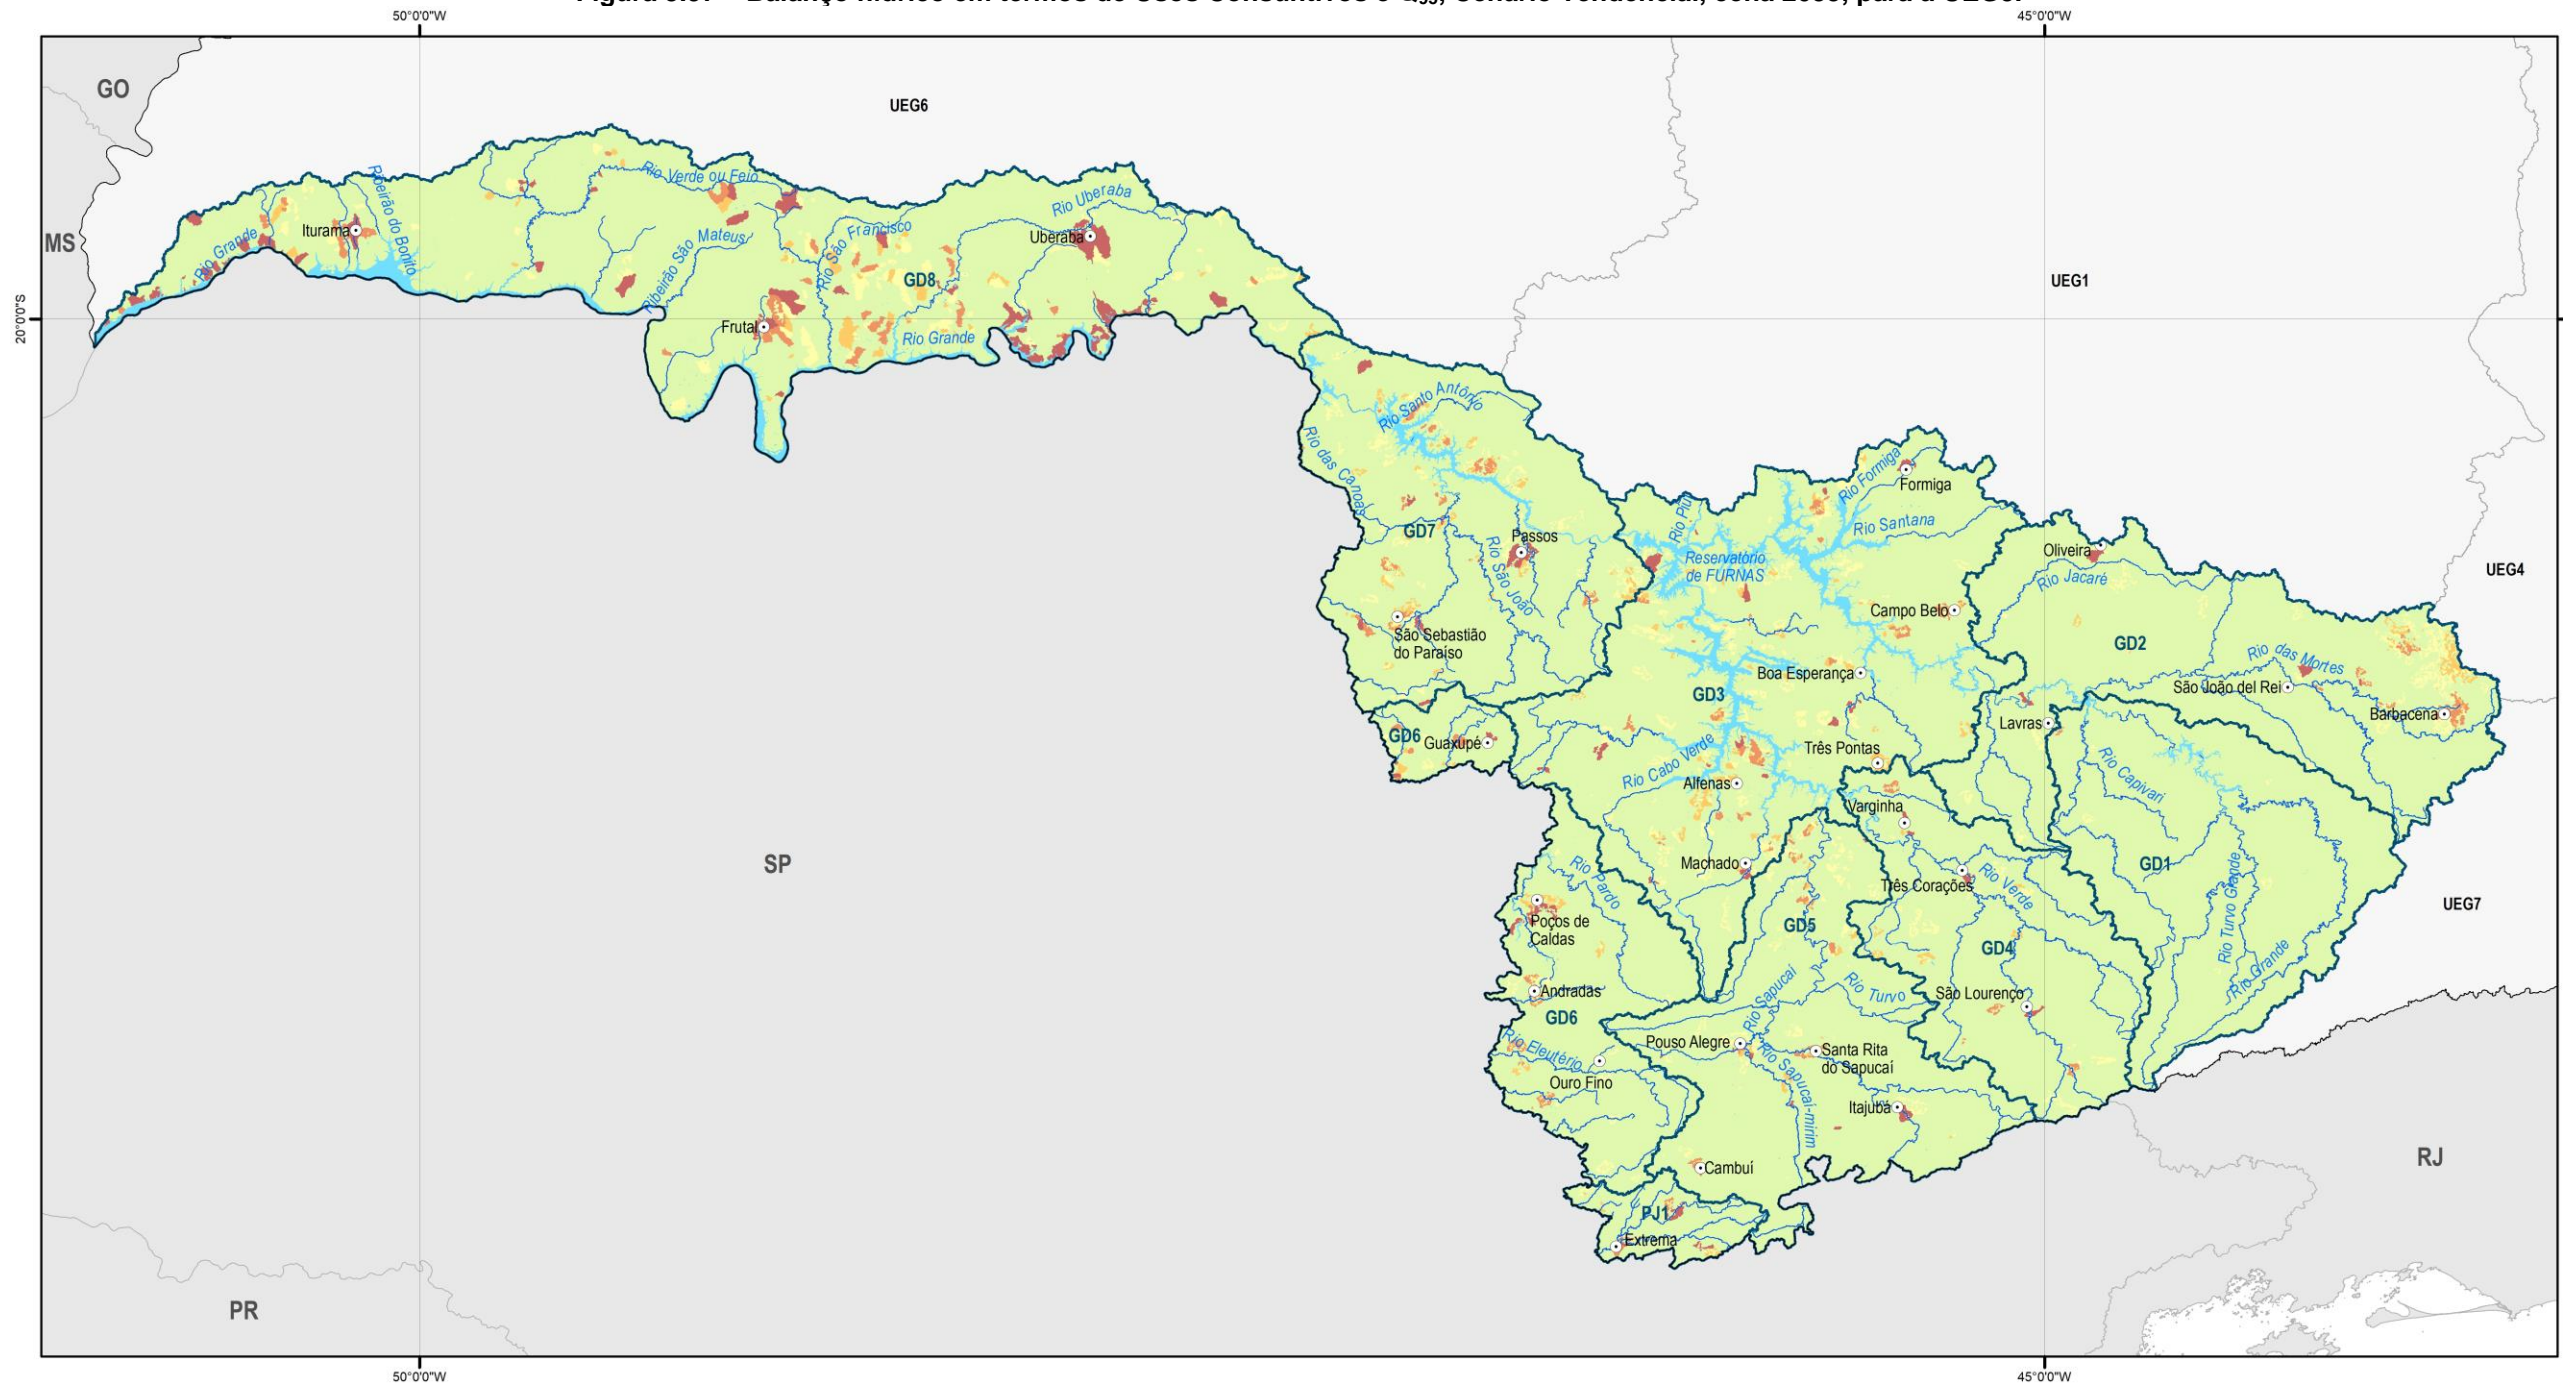 50°0'0"W
45°0'0"W
GO
UEG6
Rio Verde ou Feio
Ribeirão do Bonito
Rio Uberaba
Iturama
MS
Rio Grande
Ribeirão São Mateus
Rio São Francisco
Uberaba
GD8
UEG1
20°0'0"S
Frutal
Rio Grande
Rio Santo Antônio
Rio das Canoas
Rio Formiga
Formiga
Rio Piuí
Rio Santana
GD7
Passos
Rio São João
Reservatório
de FURNAS
Oliveira
Rio Jacaré
UEG4
Campo Belo
São Sebastião
do Paraíso
GD2
Rio das Mortes
Boa Esperança
São João del Rei
GD3
Barbacena
Lavras
GD6
Guaxupé
Três Pontas
Rio Cabo Verde
Rio Capivari
Alfenas
Varginha
SP
Machado
GD1
Rio Pardo
Três Corações
Rio Verde
Rio Turvo Grande
UEG7
Poços de
Caldas
GD5
GD4
Rio Grande
Andradas
Rio Sapucaí
Rio Turvo
São Lourenço
GD6
Rio Eleutério
Pouso Alegre
Santa Rita
do Sapucaí
Ouro Fino
Rio Sapucaí-mirim
Itajubá
Cambuí
RJ
PJ1
Extrema
PR
50°0'0"W
45°0'0"W